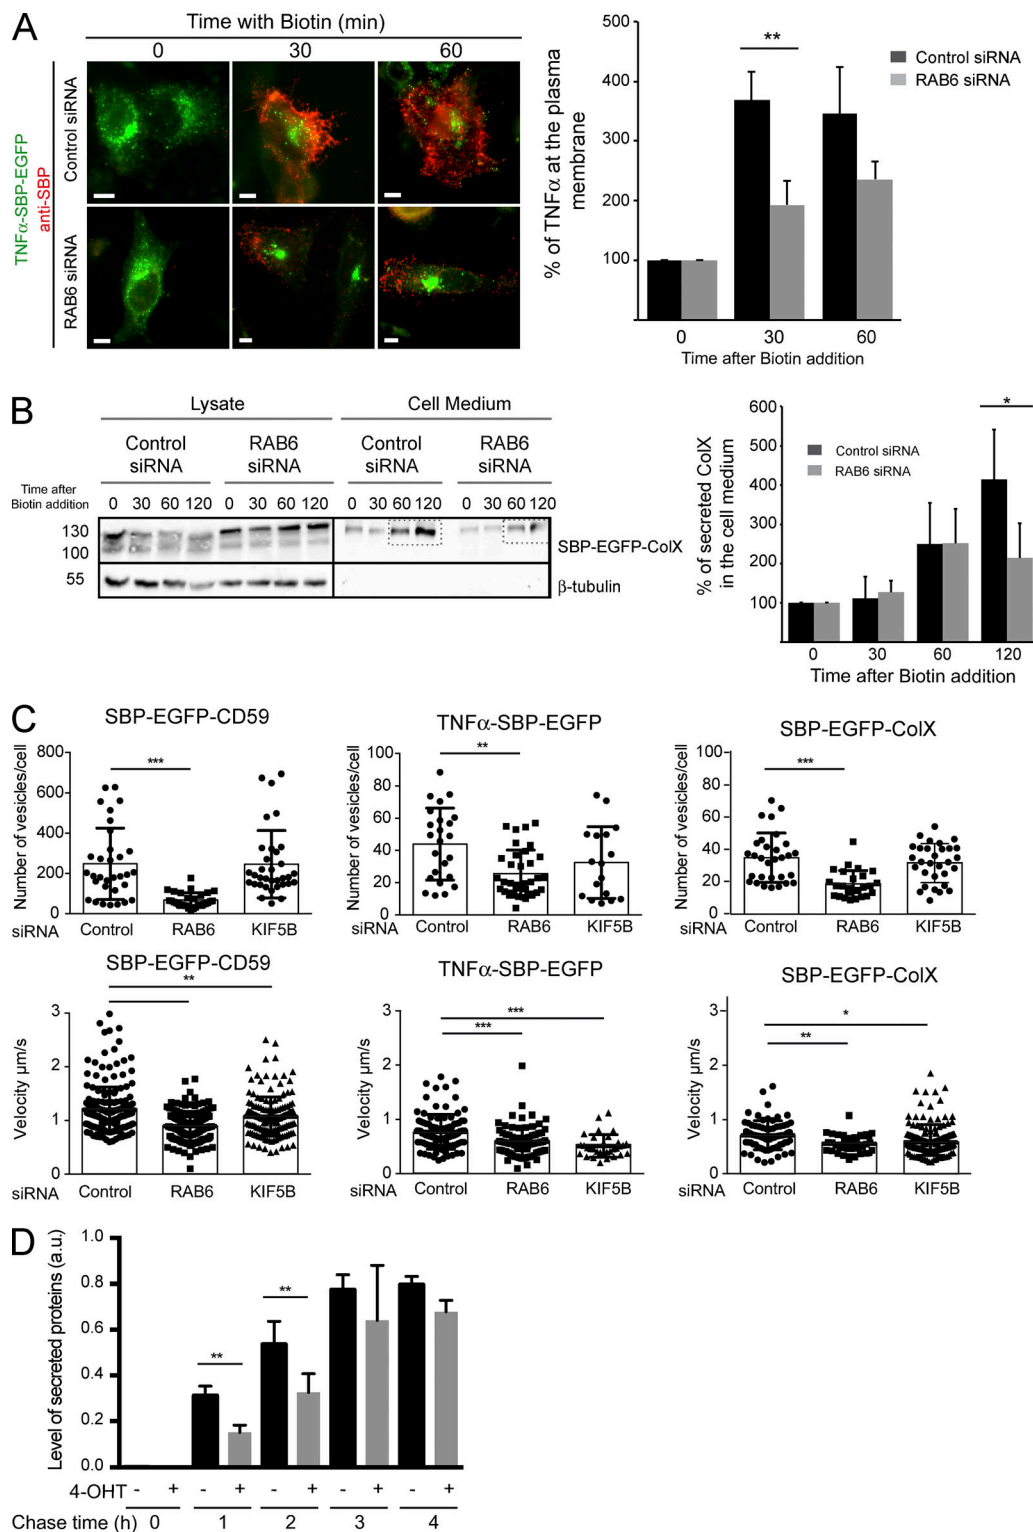 A
Time with Biotin (min)
0 30 60
TNFα-SBP-EGFP
anti-SBP
Control siRNA
RAB6 siRNA
% of TNFα at the plasma
membrane
500
400
300
200
100
**
Control siRNA
RAB6 siRNA
0 30 60
Time after Biotin addition
B
Lysate Cell Medium
Control siRNA RAB6 siRNA Control siRNA RAB6 siRNA
Time after
Biotin addition
0 30 60 120 0 30 60 120 0 30 60 120 0 30 60 120
130
100
55
SBP-EGFP-ColX
β-tubulin
% of secreted ColX
in the cell medium
600
500
400
300
200
100
*
Control siRNA
RAB6 siRNA
0 30 60 120
Time after Biotin addition
C
SBP-EGFP-CD59
Number of vesicles/cell
800
600
400
200
0
***
siRNA Control RAB6 KIF5B
TNFα-SBP-EGFP
Number of vesicles/cell
100
80
60
40
20
0
**
siRNA Control RAB6 KIF5B
SBP-EGFP-ColX
Number of vesicles/cell
100
80
60
40
20
0
***
siRNA Control RAB6 KIF5B
SBP-EGFP-CD59
Velocity µm/s
3
2
1
0
**
siRNA Control RAB6 KIF5B
TNFα-SBP-EGFP
Velocity µm/s
3
2
1
0
***
***
siRNA Control RAB6 KIF5B
SBP-EGFP-ColX
Velocity µm/s
3
2
1
0
*
**
siRNA Control RAB6 KIF5B
D
Level of secreted proteins (a.u.)
1.0
0.8
0.6
0.4
0.2
0.0
**
**
4-OHT - + - + - + - + - +
Chase time (h) 0 1 2 3 4